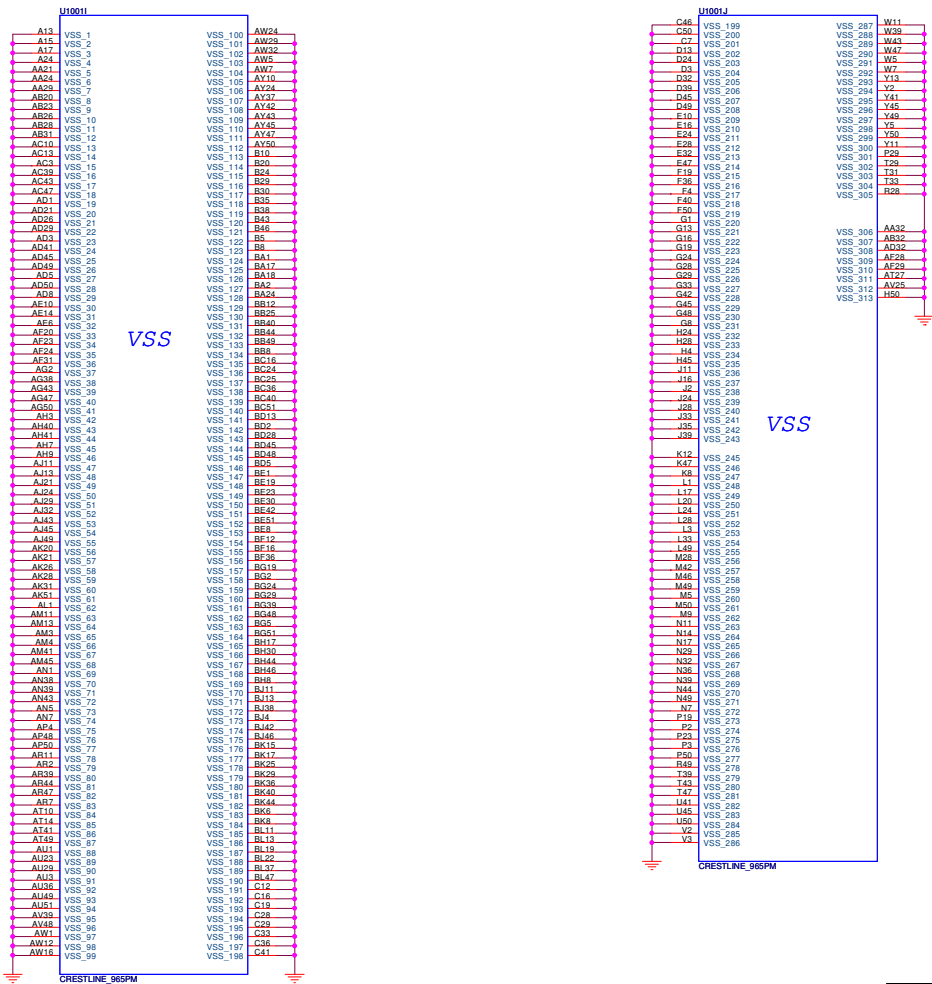 U1001I
A13 VSS_1 VSS_100 AW24
A15 VSS_2 VSS_101 AW29
A17 VSS_3 VSS_102 AW32
A24 VSS_4 VSS_103 AW5
AA21 VSS_5 VSS_104 AW7
AA24 VSS_6 VSS_105 AY10
AA29 VSS_7 VSS_106 AY24
AB20 VSS_8 VSS_107 AY37
AB23 VSS_9 VSS_108 AY42
AB26 VSS_10 VSS_109 AY43
AB28 VSS_11 VSS_110 AY45
AB31 VSS_12 VSS_111 AY47
AC10 VSS_13 VSS_112 AY50
AC13 VSS_14 VSS_113 B10
AC3 VSS_15 VSS_114 B20
AC39 VSS_16 VSS_115 B24
AC43 VSS_17 VSS_116 B29
AC47 VSS_18 VSS_117 B30
AD1 VSS_19 VSS_118 B35
AD21 VSS_20 VSS_119 B38
AD26 VSS_21 VSS_120 B43
AD29 VSS_22 VSS_121 B46
AD3 VSS_23 VSS_122 B5
AD41 VSS_24 VSS_123 B8
AD45 VSS_25 VSS_124 BA1
AD49 VSS_26 VSS_125 BA17
AD5 VSS_27 VSS_126 BA18
AD50 VSS_28 VSS_127 BA2
AD8 VSS_29 VSS_128 BA24
AE10 VSS_30 VSS_129 BB12
AE14 VSS_31 VSS_130 BB25
AE6 VSS_32 VSS_131 BB40
AF20 VSS_33 VSS_132 BB44
AF23 VSS_34 VSS_133 BB49
AF24 VSS_35 VSS_134 BB8
AF31 VSS_36 VSS_135 BC16
AG2 VSS_37 VSS_136 BC24
AG38 VSS_38 VSS_137 BC25
AG43 VSS_39 VSS_138 BC36
AG47 VSS_40 VSS_139 BC40
AG50 VSS_41 VSS_140 BC51
AH3 VSS_42 VSS_141 BD13
AH40 VSS_43 VSS_142 BD2
AH41 VSS_44 VSS_143 BD28
AH7 VSS_45 VSS_144 BD45
AH9 VSS_46 VSS_145 BD48
AJ11 VSS_47 VSS_146 BD5
AJ13 VSS_48 VSS_147 BE1
AJ21 VSS_49 VSS_148 BE19
AJ24 VSS_50 VSS_149 BE23
AJ29 VSS_51 VSS_150 BE30
AJ32 VSS_52 VSS_151 BE42
AJ43 VSS_53 VSS_152 BE51
AJ45 VSS_54 VSS_153 BE8
AJ49 VSS_55 VSS_154 BF12
AK20 VSS_56 VSS_155 BF16
AK21 VSS_57 VSS_156 BF36
AK26 VSS_58 VSS_157 BG19
AK28 VSS_59 VSS_158 BG2
AK31 VSS_60 VSS_159 BG24
AK51 VSS_61 VSS_160 BG29
AL1 VSS_62 VSS_161 BG39
AM11 VSS_63 VSS_162 BG48
AM13 VSS_64 VSS_163 BG5
AM3 VSS_65 VSS_164 BG51
AM4 VSS_66 VSS_165 BH17
AM41 VSS_67 VSS_166 BH30
AM45 VSS_68 VSS_167 BH44
AN1 VSS_69 VSS_168 BH46
AN38 VSS_70 VSS_169 BH8
AN39 VSS_71 VSS_170 BJ11
AN43 VSS_72 VSS_171 BJ13
AN5 VSS_73 VSS_172 BJ38
AN7 VSS_74 VSS_173 BJ4
AP4 VSS_75 VSS_174 BJ42
AP48 VSS_76 VSS_175 BJ46
AP50 VSS_77 VSS_176 BK15
AR11 VSS_78 VSS_177 BK17
AR2 VSS_79 VSS_178 BK25
AR39 VSS_80 VSS_179 BK29
AR44 VSS_81 VSS_180 BK36
AR47 VSS_82 VSS_181 BK40
AR7 VSS_83 VSS_182 BK44
AT10 VSS_84 VSS_183 BK6
AT14 VSS_85 VSS_184 BK8
AT41 VSS_86 VSS_185 BL11
AT49 VSS_87 VSS_186 BL13
AU1 VSS_88 VSS_187 BL19
AU23 VSS_89 VSS_188 BL22
AU29 VSS_90 VSS_189 BL37
AU3 VSS_91 VSS_190 BL47
AU36 VSS_92 VSS_191 C12
AU49 VSS_93 VSS_192 C16
AU51 VSS_94 VSS_193 C19
AV39 VSS_95 VSS_194 C28
AV48 VSS_96 VSS_195 C29
AW1 VSS_97 VSS_196 C33
AW12 VSS_98 VSS_197 C36
AW16 VSS_99 VSS_198 C41
VSS
CRESTLINE_965PM
U1001J
C46 VSS_199 VSS_287 W11
C50 VSS_200 VSS_288 W39
C7 VSS_201 VSS_289 W43
D13 VSS_202 VSS_290 W47
D24 VSS_203 VSS_291 W5
D3 VSS_204 VSS_292 W7
D32 VSS_205 VSS_293 Y13
D39 VSS_206 VSS_294 Y2
D45 VSS_207 VSS_295 Y41
D49 VSS_208 VSS_296 Y45
E10 VSS_209 VSS_297 Y49
E16 VSS_210 VSS_298 Y5
E24 VSS_211 VSS_299 Y50
E28 VSS_212 VSS_300 Y11
E32 VSS_213 VSS_301 P29
E47 VSS_214 VSS_302 T29
F19 VSS_215 VSS_303 T31
F36 VSS_216 VSS_304 T33
F4 VSS_217 VSS_305 R28
F40 VSS_218
F50 VSS_219
G1 VSS_220
G13 VSS_221 VSS_306 AA32
G16 VSS_222 VSS_307 AB32
G19 VSS_223 VSS_308 AD32
G24 VSS_224 VSS_309 AF28
G28 VSS_225 VSS_310 AF29
G29 VSS_226 VSS_311 AT27
G33 VSS_227 VSS_312 AV25
G42 VSS_228 VSS_313 H50
G45 VSS_229
G48 VSS_230
G8 VSS_231
H24 VSS_232
H28 VSS_233
H4 VSS_234
H45 VSS_235
J11 VSS_236
J16 VSS_237
J2 VSS_238
J24 VSS_239
J28 VSS_240
J33 VSS_241
J35 VSS_242
J39 VSS_243
VSS
K12 VSS_245
K47 VSS_246
K8 VSS_247
L1 VSS_248
L17 VSS_249
L20 VSS_250
L24 VSS_251
L28 VSS_252
L3 VSS_253
L33 VSS_254
L49 VSS_255
M28 VSS_256
M42 VSS_257
M46 VSS_258
M49 VSS_259
M5 VSS_260
M50 VSS_261
M9 VSS_262
N11 VSS_263
N14 VSS_264
N17 VSS_265
N29 VSS_266
N32 VSS_267
N36 VSS_268
N39 VSS_269
N44 VSS_270
N49 VSS_271
N7 VSS_272
P19 VSS_273
P2 VSS_274
P23 VSS_275
P3 VSS_276
P50 VSS_277
R49 VSS_278
T39 VSS_279
T43 VSS_280
T47 VSS_281
U41 VSS_282
U45 VSS_283
U50 VSS_284
V2 VSS_285
V3 VSS_286
CRESTLINE_965PM